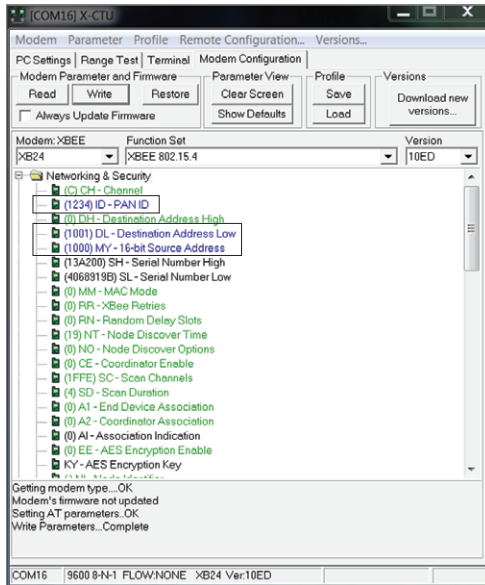 [COM16] X-CTU
Modem Parameter Profile Remote Configuration... Versions...
PC Settings Range Test Terminal Modem Configuration
Modem Parameter and Firmware Parameter View Profile Versions
Read Write Restore Clear Screen Save Download new versions...
Always Update Firmware Show Defaults Load
Modem: XBEE Function Set Version
XB24 XBEE 802.15.4 10ED
Networking & Security
(C) CH - Channel
(1234) ID - PAN ID
(0) DH - Destination Address High
(1001) DL - Destination Address Low
(1000) MY - 16-bit Source Address
(13A200) SH - Serial Number High
(4068919B) SL - Serial Number Low
(0) MM - MAC Mode
(0) RR - XBee Retries
(0) RN - Random Delay Slots
(19) NT - Node Discover Time
(0) NO - Node Discover Options
(0) CE - Coordinator Enable
(1FFE) SC - Scan Channels
(4) SD - Scan Duration
(0) A1 - End Device Association
(0) A2 - Coordinator Association
(0) AI - Association Indication
(0) EE - AES Encryption Enable
KY - AES Encryption Key
Getting modem type....OK
Modem's firmware not updated
Setting AT parameters..OK
Write Parameters...Complete
COM16 9600 8-N-1 FLOW:NONE XB24 Ver:10ED